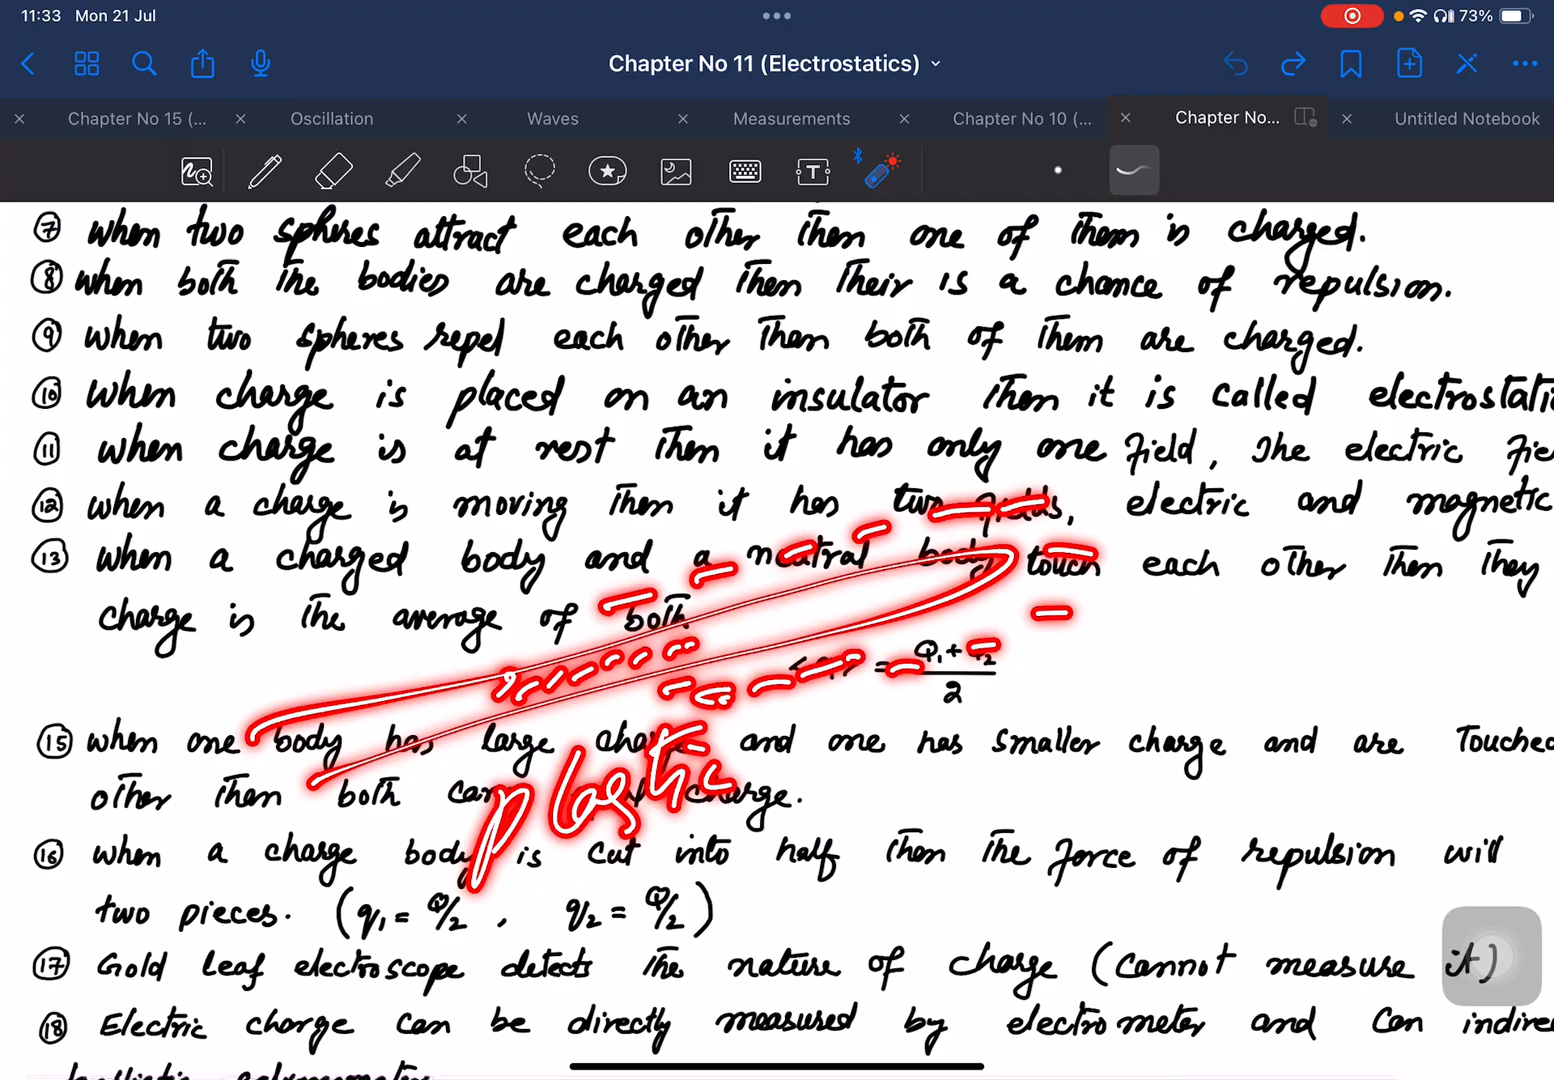 11:33 Mon 21 Jul
73%
Chapter No 11 (Electrostatics)
Chapter No 15 (...
Oscillation
Waves
Measurements
Chapter No 10 (...
Chapter No...
Untitled Notebook
⑦ when two spheres attract each other then one of them is charged.
⑧ when both the bodies are charged then their is a chance of repulsion.
⑨ when two spheres repel each other then both of them are charged.
⑩ when charge is placed on an insulator then it is called electrostati
⑪ when charge is at rest then it has only one field, The electric fie
⑫ when a charge is moving then it has two fields, electric and magnetic
⑬ when a charged body and a neutral body touch each other then they
charge is the average of both
= Q₁ + Q₂
2
plastic
⑮ when one body has large charge and one has smaller charge and are Touched
other then both can charge.
⑯ when a charge body is cut into half then the force of repulsion will
two pieces. (q₁ = Q/2 , q₂ = Q/2)
⑰ Gold leaf electroscope detects the nature of charge (cannot measure it)
⑱ Electric charge can be directly measured by electrometer and can indire